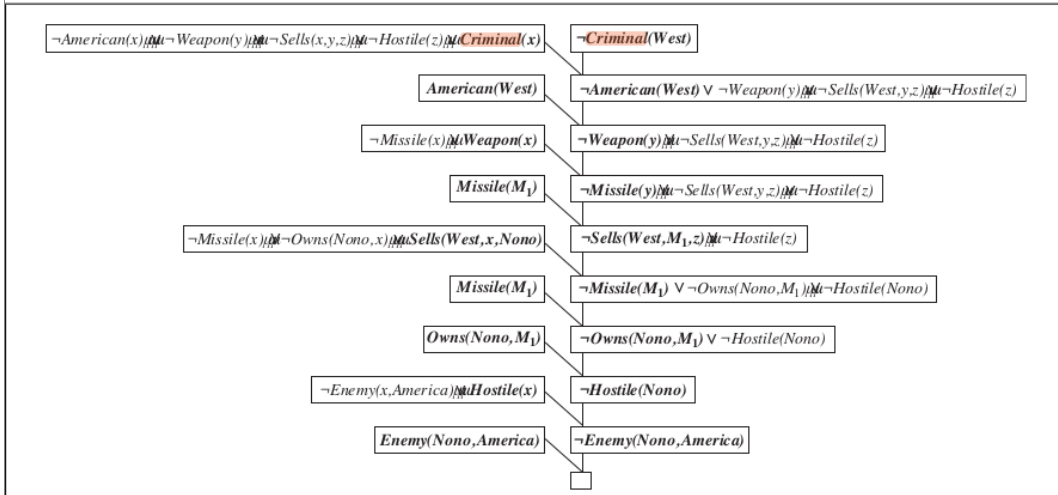 ¬American(x) ∨ ¬Weapon(y) ∨ ¬Sells(x,y,z) ∨ ¬Hostile(z) ∨ Criminal(x)
¬Criminal(West)
American(West)
¬American(West) ∨ ¬Weapon(y) ∨ ¬Sells(West,y,z) ∨ ¬Hostile(z)
¬Missile(x) ∨ Weapon(x)
¬Weapon(y) ∨ ¬Sells(West,y,z) ∨ ¬Hostile(z)
Missile(M₁)
¬Missile(y) ∨ ¬Sells(West,y,z) ∨ ¬Hostile(z)
¬Missile(x) ∨ ¬Owns(Nono,x) ∨ Sells(West,x,Nono)
¬Sells(West,M₁,z) ∨ ¬Hostile(z)
Missile(M₁)
¬Missile(M₁) ∨ ¬Owns(Nono,M₁) ∨ ¬Hostile(Nono)
Owns(Nono,M₁)
¬Owns(Nono,M₁) ∨ ¬Hostile(Nono)
¬Enemy(x,America) ∨ Hostile(x)
¬Hostile(Nono)
Enemy(Nono,America)
¬Enemy(Nono,America)